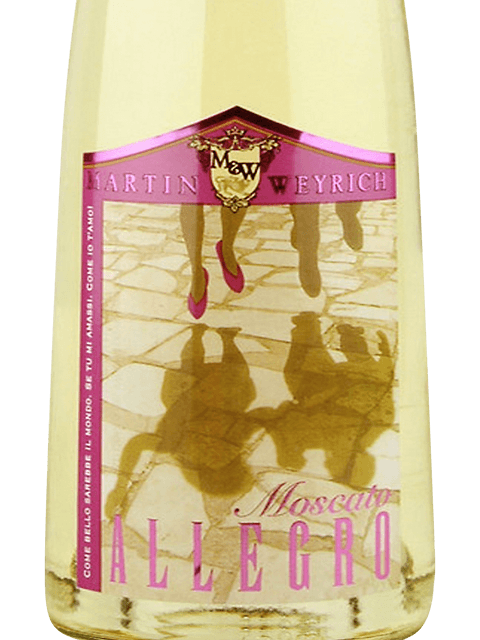 M&W
MARTIN WEYRICH
COME BELLO SAREBBE IL MONDO, SE TU MI AMASSI, COME IO T'AMO!
Moscato
ALLEGRO